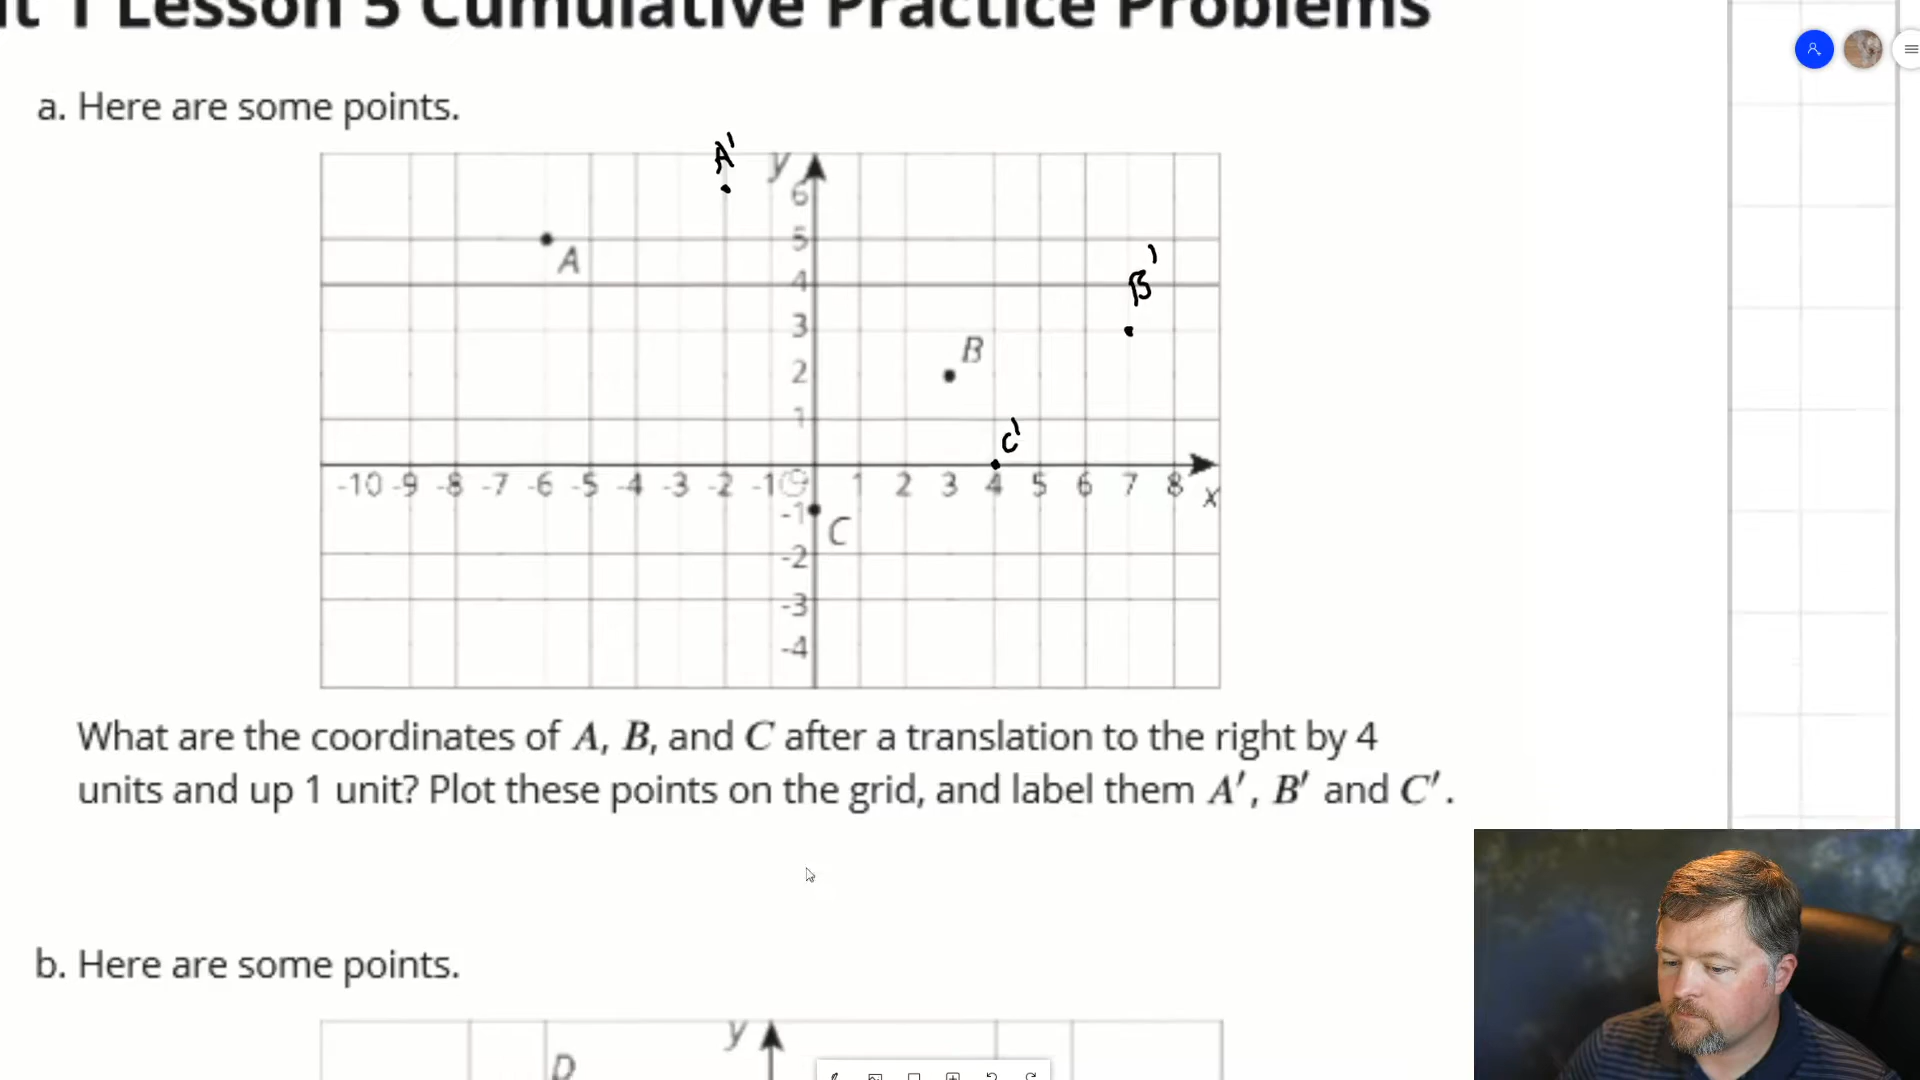 t 1 Lesson 5 Cumulative Practice Problems
a. Here are some points.
A'
y
6
5
A
4
B'
3
B
2
1
C'
-10 -9 -8 -7 -6 -5 -4 -3 -2 -1 1 2 3 4 5 6 7 8 x
-1 C
-2
-3
-4
What are the coordinates of A, B, and C after a translation to the right by 4
units and up 1 unit? Plot these points on the grid, and label them A′, B′ and C′.
b. Here are some points.
y
D